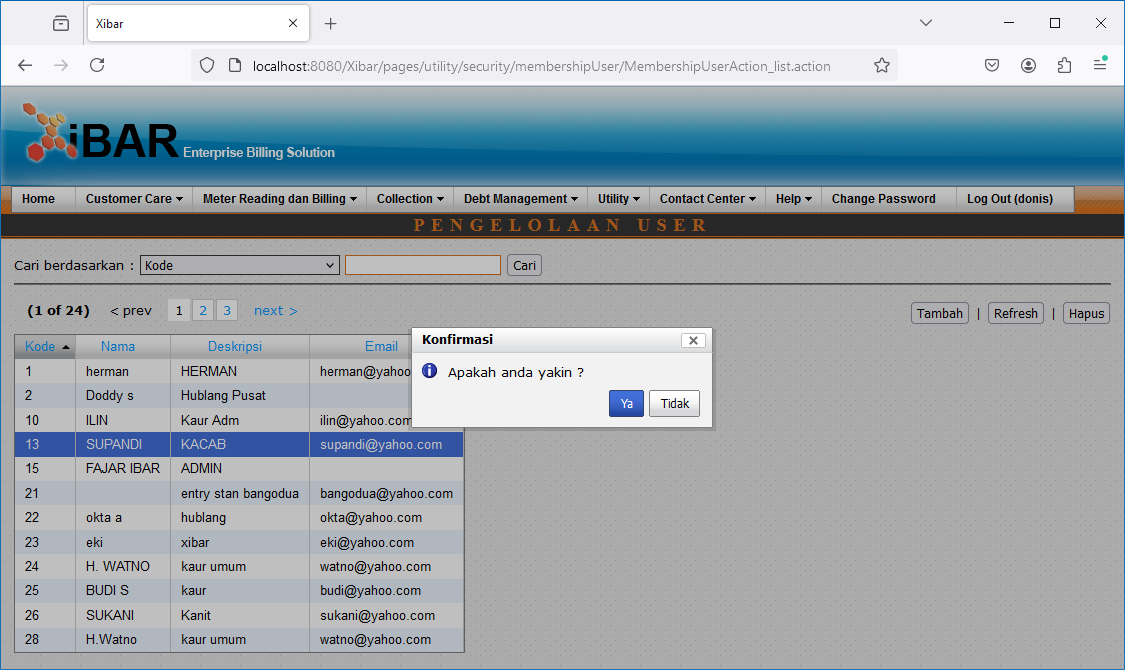 Xibar
localhost:8080/Xibar/pages/utility/security/membershipUser/MembershipUserAction_list.action
iBAR Enterprise Billing Solution
Home Customer Care Meter Reading dan Billing Collection Debt Management Utility Contact Center Help Change Password Log Out (donis)
PENGELOLAAN USER
Cari berdasarkan : Kode Cari
(1 of 24) < prev 1 2 3 next > Tambah | Refresh | Hapus
Konfirmasi
Apakah anda yakin ?
Ya Tidak
Kode Nama Deskripsi Email
1 herman HERMAN herman@yahoo
2 Doddy s Hublang Pusat
10 ILIN Kaur Adm ilin@yahoo.com
13 SUPANDI KACAB supandi@yahoo.com
15 FAJAR IBAR ADMIN
21 entry stan bangodua bangodua@yahoo.com
22 okta a hublang okta@yahoo.com
23 eki xibar eki@yahoo.com
24 H. WATNO kaur umum watno@yahoo.com
25 BUDI S kaur budi@yahoo.com
26 SUKANI Kanit sukani@yahoo.com
28 H.Watno kaur umum watno@yahoo.com